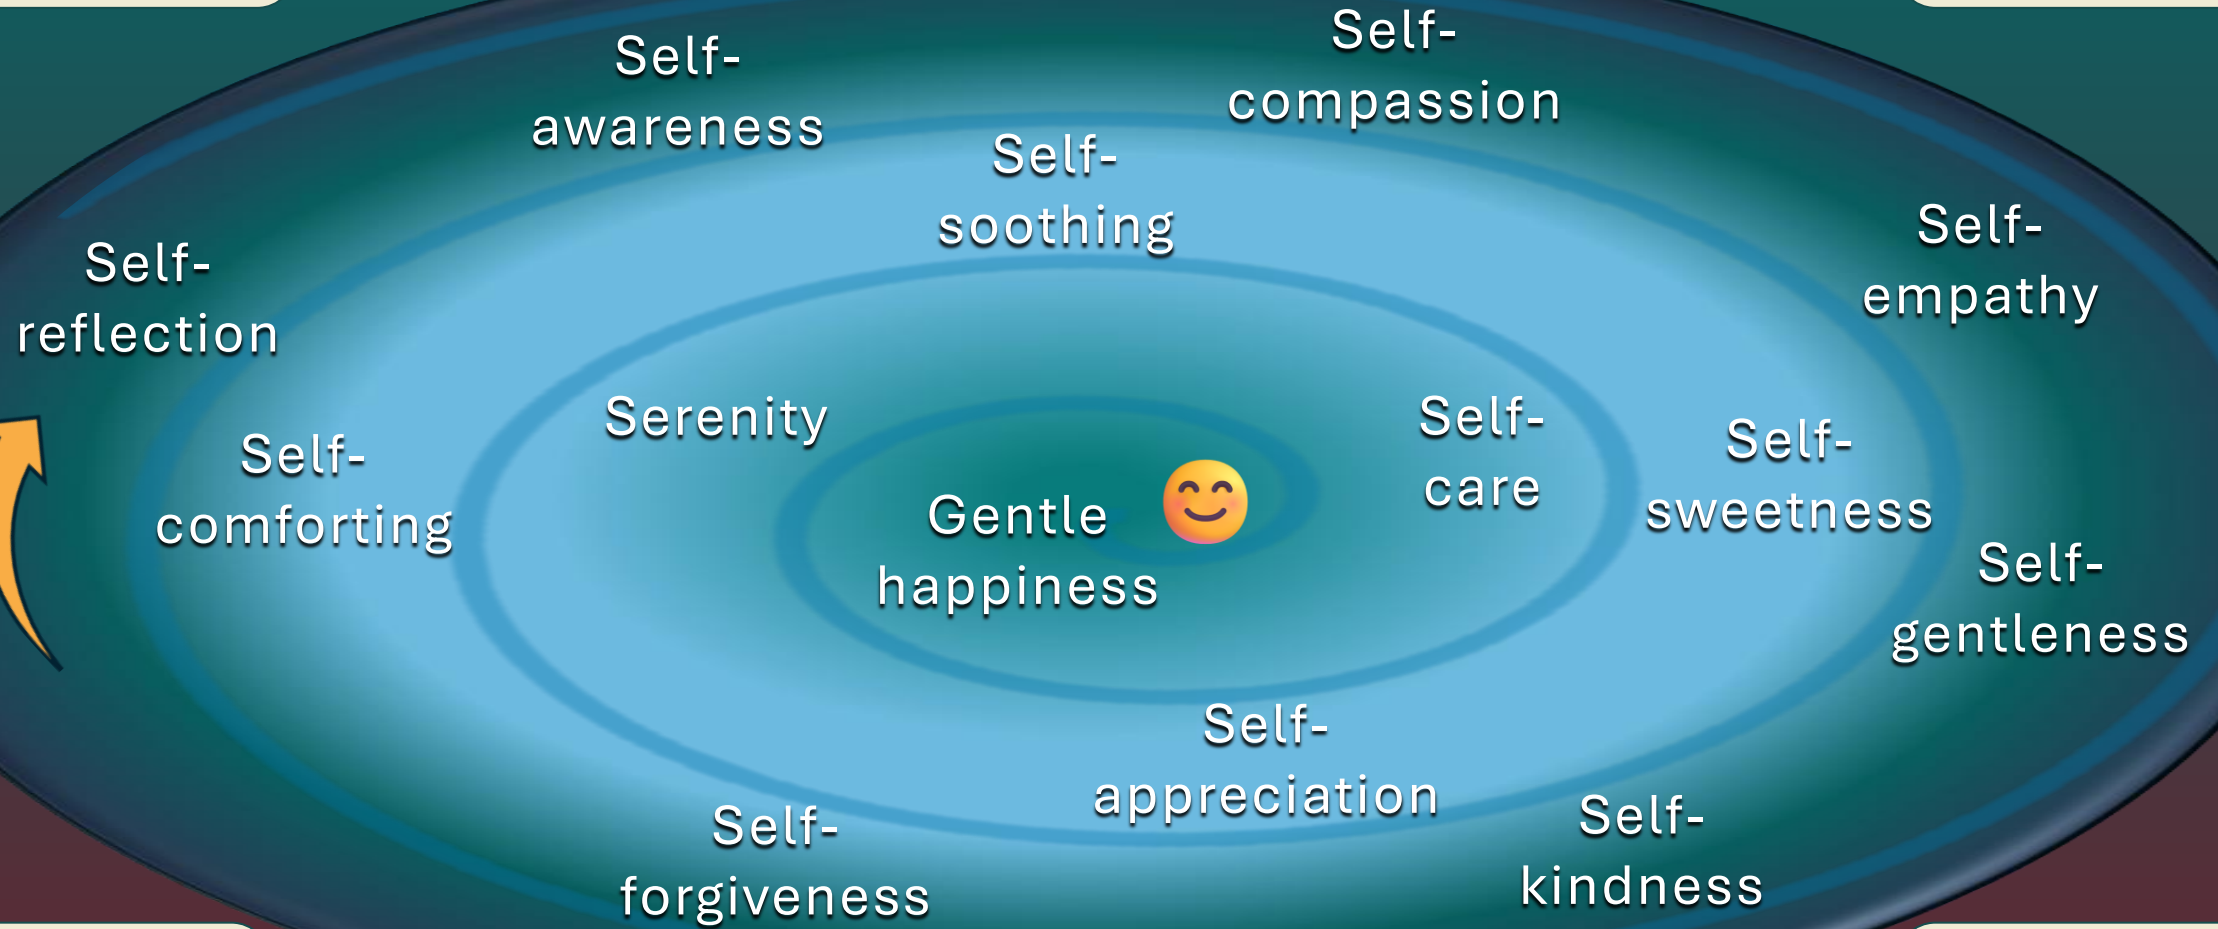 Self-
compassion
Self-
awareness
Self-
soothing
Self-
empathy
Self-
reflection
Serenity
Self-
care
Self-
sweetness
Self-
comforting
Gentle
happiness
Self-
gentleness
Self-
appreciation
Self-
kindness
Self-
forgiveness